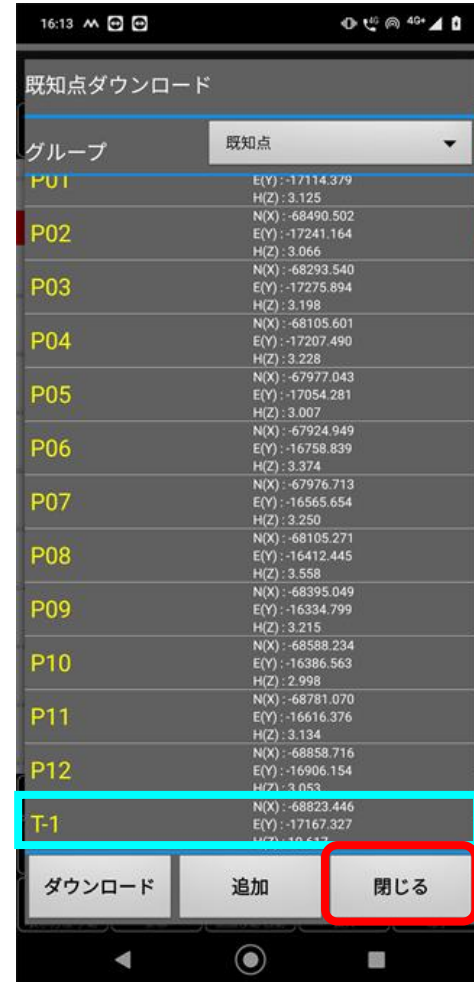 16:13 4G 4G+
既知点ダウンロード
グループ 既知点
P01 E(Y) : -17114.379
H(Z) : 3.125
N(X) : -68490.502
P02 E(Y) : -17241.164
H(Z) : 3.066
N(X) : -68293.540
P03 E(Y) : -17275.894
H(Z) : 3.198
N(X) : -68105.601
P04 E(Y) : -17207.490
H(Z) : 3.228
N(X) : -67977.043
P05 E(Y) : -17054.281
H(Z) : 3.007
N(X) : -67924.949
P06 E(Y) : -16758.839
H(Z) : 3.374
N(X) : -67976.713
P07 E(Y) : -16565.654
H(Z) : 3.250
N(X) : -68105.271
P08 E(Y) : -16412.445
H(Z) : 3.558
N(X) : -68395.049
P09 E(Y) : -16334.799
H(Z) : 3.215
N(X) : -68588.234
P10 E(Y) : -16386.563
H(Z) : 2.998
N(X) : -68781.070
P11 E(Y) : -16616.376
H(Z) : 3.134
N(X) : -68858.716
P12 E(Y) : -16906.154
H(Z) : 3.053
N(X) : -68823.446
T-1 E(Y) : -17167.327
H(Z) : 10.617
ダウンロード 追加 閉じる